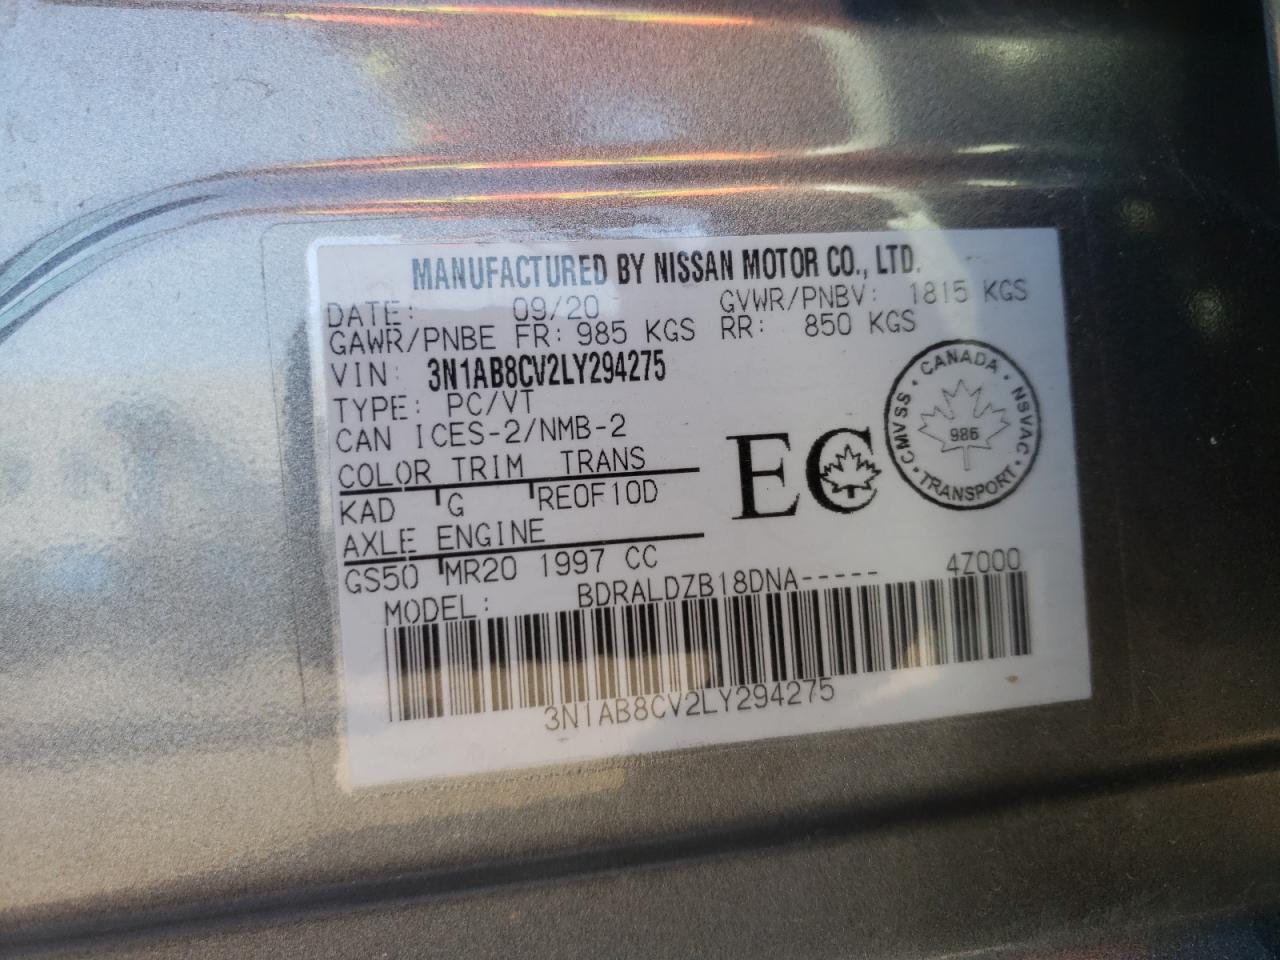 MANUFACTURED BY NISSAN MOTOR CO., LTD.
DATE: 09/20 GVWR/PNBV: 1815 KGS
GAWR/PNBE FR: 985 KGS RR: 850 KGS
VIN: 3N1AB8CV2LY294275
TYPE: PC/VT
CAN ICES-2/NMB-2
COLOR TRIM TRANS
KAD G RE0F10D
AXLE ENGINE
GS50 MR20 1997 CC
MODEL: BDRALDZB18DNA----- 4Z000
3N1AB8CV2LY294275
EC
CANADA • NSVAC • TRANSPORT • CMVSS •
986